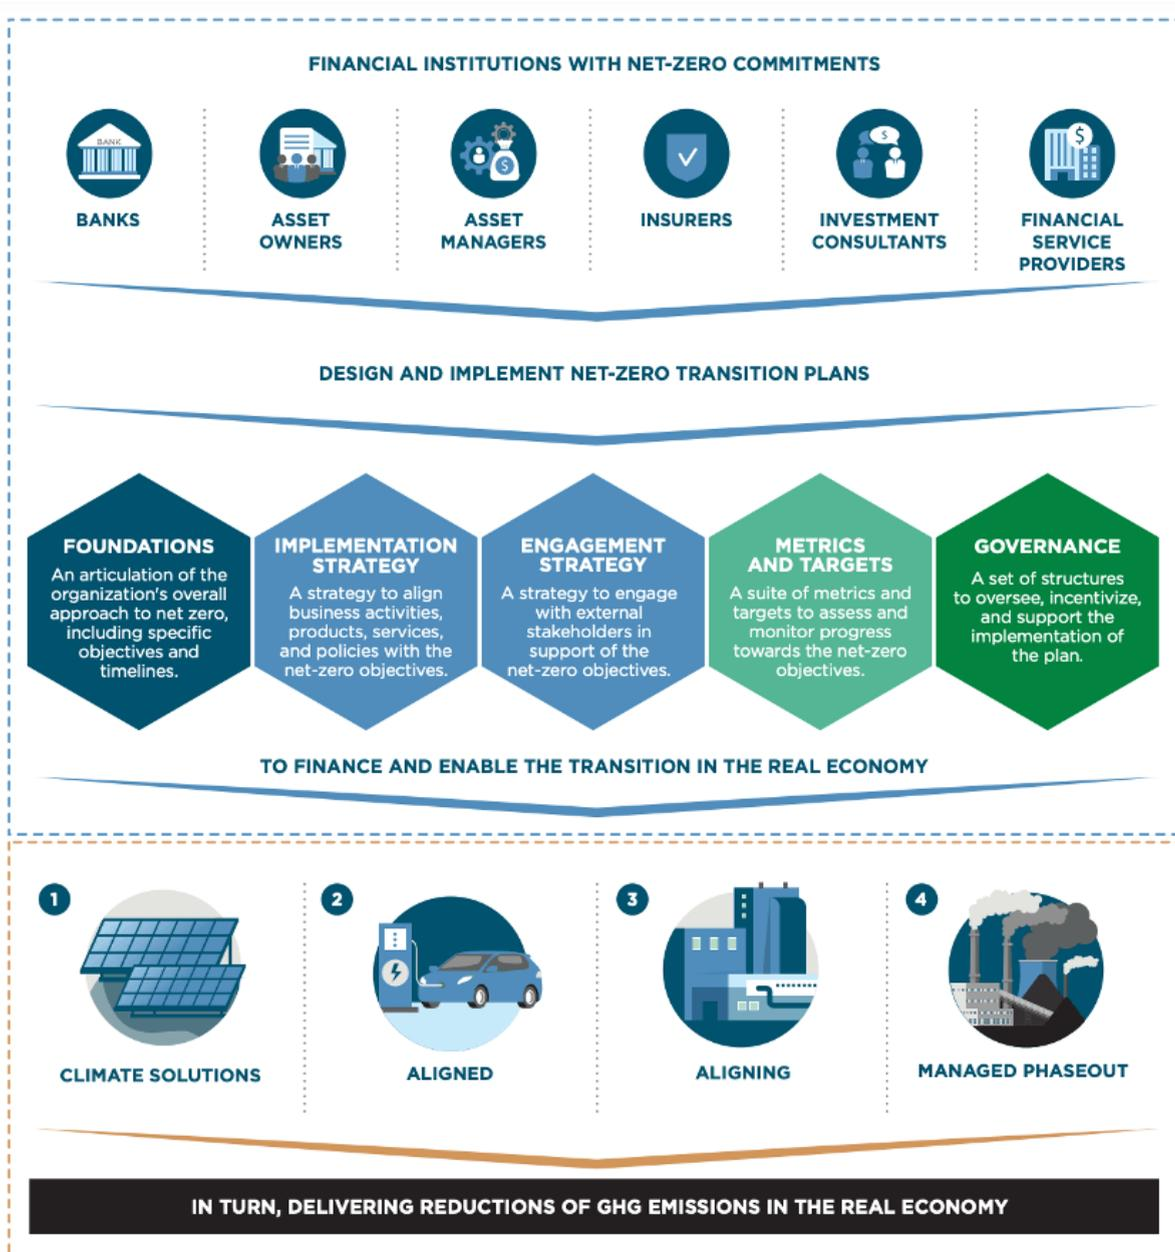 FINANCIAL INSTITUTIONS WITH NET-ZERO COMMITMENTS
BANK
BANKS
ASSET
OWNERS
ASSET
MANAGERS
INSURERS
INVESTMENT
CONSULTANTS
FINANCIAL
SERVICE
PROVIDERS
DESIGN AND IMPLEMENT NET-ZERO TRANSITION PLANS
FOUNDATIONS
An articulation of the
organization's overall
approach to net zero,
including specific
objectives and
timelines.
IMPLEMENTATION
STRATEGY
A strategy to align
business activities,
products, services,
and policies with the
net-zero objectives.
ENGAGEMENT
STRATEGY
A strategy to engage
with external
stakeholders in
support of the
net-zero objectives.
METRICS
AND TARGETS
A suite of metrics and
targets to assess and
monitor progress
towards the net-zero
objectives.
GOVERNANCE
A set of structures
to oversee, incentivize,
and support the
implementation of
the plan.
TO FINANCE AND ENABLE THE TRANSITION IN THE REAL ECONOMY
1
CLIMATE SOLUTIONS
2
ALIGNED
3
ALIGNING
4
MANAGED PHASEOUT
IN TURN, DELIVERING REDUCTIONS OF GHG EMISSIONS IN THE REAL ECONOMY